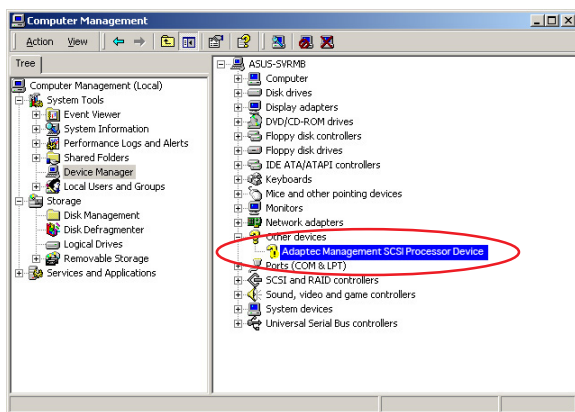 Computer Management
Action View
Tree
Computer Management (Local)
System Tools
Event Viewer
System Information
Performance Logs and Alerts
Shared Folders
Device Manager
Local Users and Groups
Storage
Disk Management
Disk Defragmenter
Logical Drives
Removable Storage
Services and Applications
ASUS-SVRMB
Computer
Disk drives
Display adapters
DVD/CD-ROM drives
Floppy disk controllers
Floppy disk drives
IDE ATA/ATAPI controllers
Keyboards
Mice and other pointing devices
Monitors
Network adapters
Other devices
Adaptec Management SCSI Processor Device
Ports (COM & LPT)
SCSI and RAID controllers
Sound, video and game controllers
System devices
Universal Serial Bus controllers